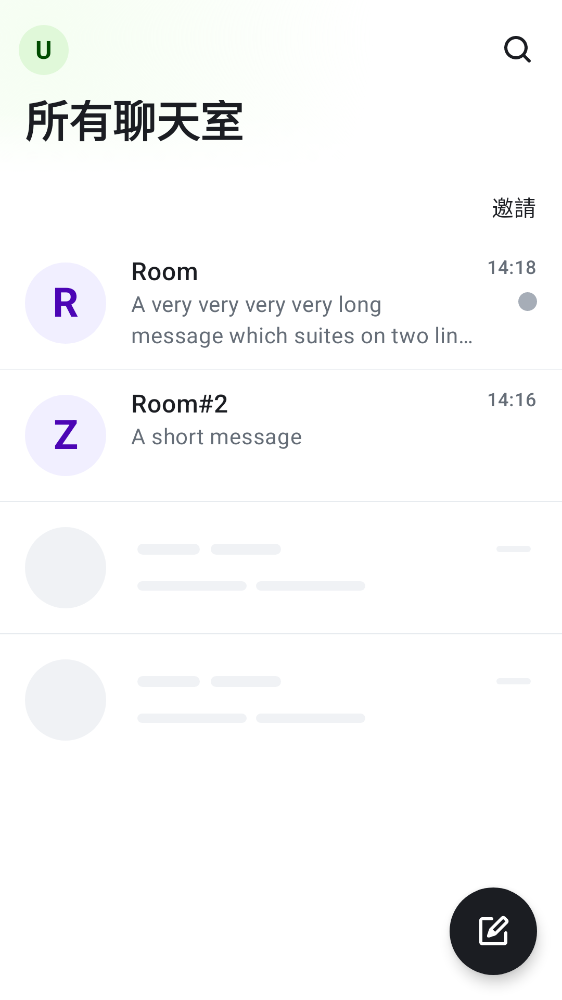 U
所有聊天室
邀請
R
Room
14:18
A very very very very long
message which suites on two lin…
Z
Room#2
14:16
A short message